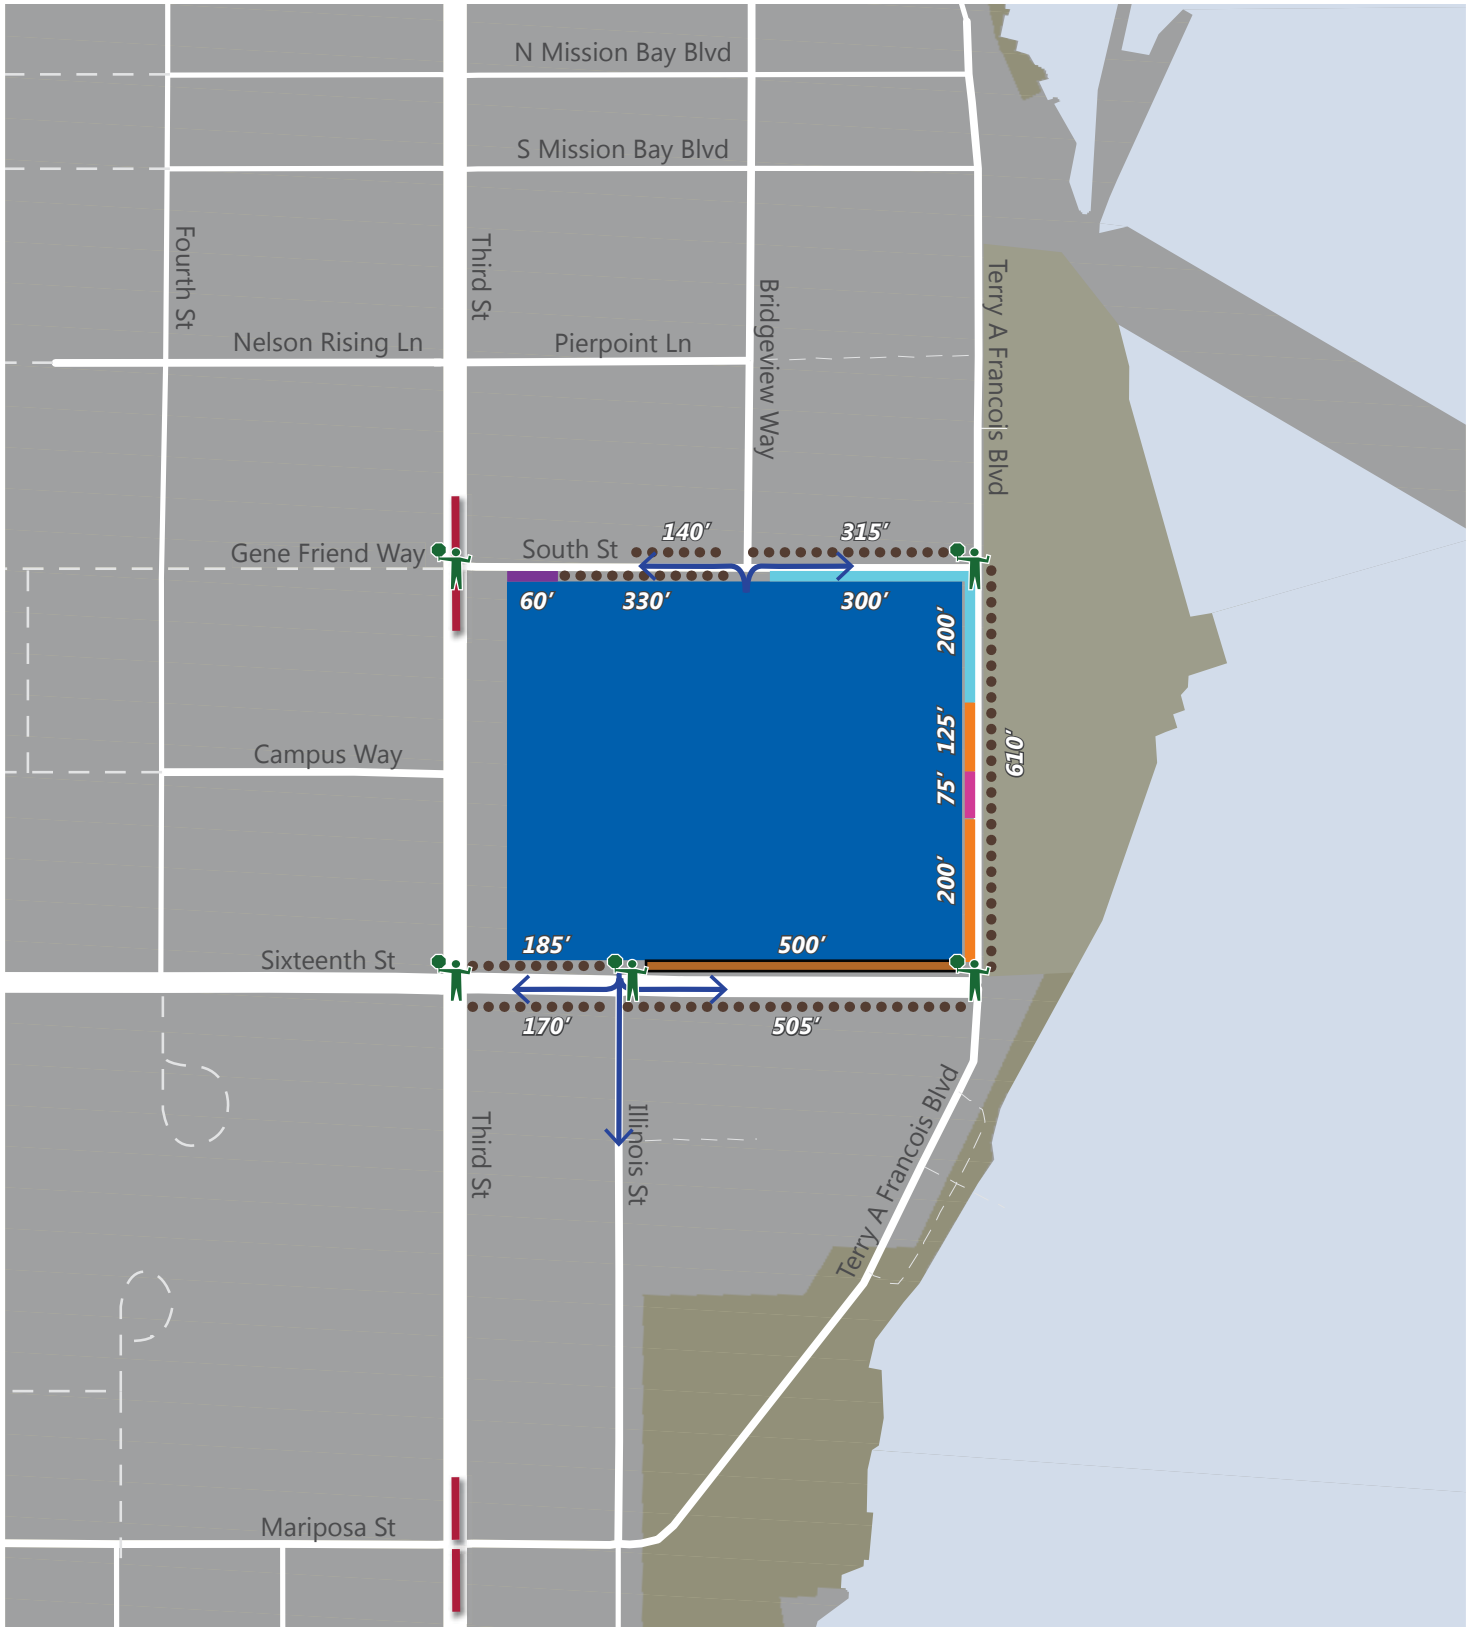 N Mission Bay Blvd
S Mission Bay Blvd
Fourth St
Third St
Bridgeview Way
Terry A Francois Blvd
Nelson Rising Ln
Pierpoint Ln
140’
315’
Gene Friend Way
South St
60’
330’
300’
200’
125’
75’
610’
200’
Campus Way
185’
500’
Sixteenth St
170’
505’
Third St
Illinois St
Terry A Francois Blvd
Mariposa St